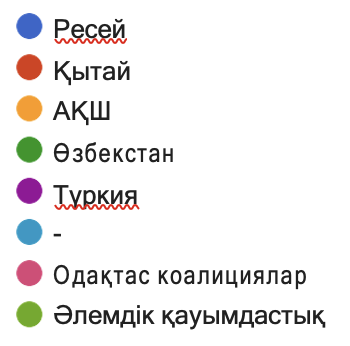 Ресей
Қытай
АҚШ
Өзбекстан
Түркия
-
Одақтас коалициялар
Әлемдік қауымдастық